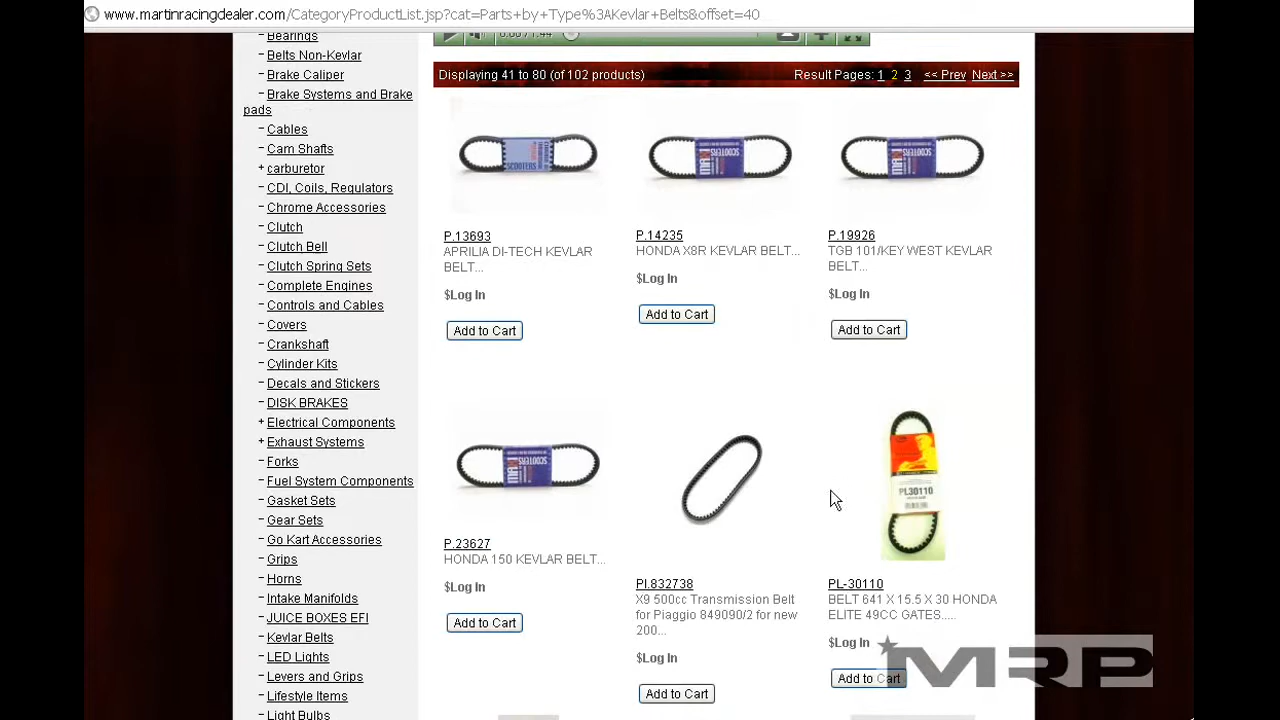 www.martinracingdealer.com/CategoryProductList.jsp?cat=Parts+by+Type%3AKevlar+Belts&offset=40
Bearings
Belts Non-Kevlar
Brake Caliper
Brake Systems and Brake
pads
Cables
Cam Shafts
+ carburetor
CDI, Coils, Regulators
Chrome Accessories
Clutch
Clutch Bell
Clutch Spring Sets
Complete Engines
Controls and Cables
Covers
Crankshaft
Cylinder Kits
Decals and Stickers
DISK BRAKES
+ Electrical Components
+ Exhaust Systems
Forks
Fuel System Components
Gasket Sets
Gear Sets
Go Kart Accessories
Grips
Horns
Intake Manifolds
JUICE BOXES EFI
Kevlar Belts
LED Lights
Levers and Grips
Lifestyle Items
Light Bulbs
Displaying 41 to 80 (of 102 products)
Result Pages: 1 2 3 << Prev Next >>
P.13693
APRILIA DI-TECH KEVLAR
BELT...
$Log In
Add to Cart
P.14235
HONDA X8R KEVLAR BELT...
$Log In
Add to Cart
P.19926
TGB 101/KEY WEST KEVLAR
BELT...
$Log In
Add to Cart
P.23627
HONDA 150 KEVLAR BELT...
$Log In
Add to Cart
PI.832738
X9 500cc Transmission Belt
for Piaggio 849090/2 for new
200...
$Log In
Add to Cart
PL30110
PL-30110
BELT 641 X 15.5 X 30 HONDA
ELITE 49CC GATES.....
$Log In
Add to Cart
MRP